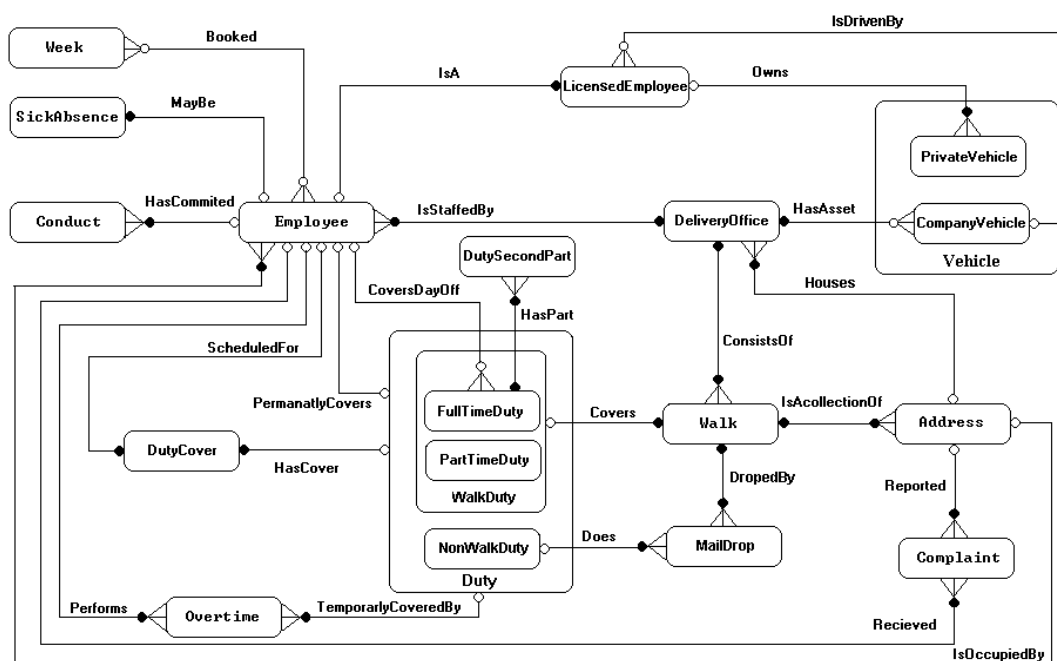 IsDrivenBy
Booked
Week
IsA
Owns
LicensedEmployee
MayBe
SickAbsence
PrivateVehicle
HasCommited
Conduct
Employee
IsStaffedBy
DeliveryOffice
HasAsset
CompanyVehicle
Vehicle
DutySecondPart
CoversDayOff
HasPart
Houses
ScheduledFor
ConsistsOf
PermanatlyCovers
FullTimeDuty
Covers
Walk
IsAcollectionOf
Address
DutyCover
HasCover
PartTimeDuty
WalkDuty
DropedBy
Reported
NonWalkDuty
Does
MailDrop
Complaint
Duty
Performs
Overtime
TemporarlyCoveredBy
Recieved
IsOccupiedBy